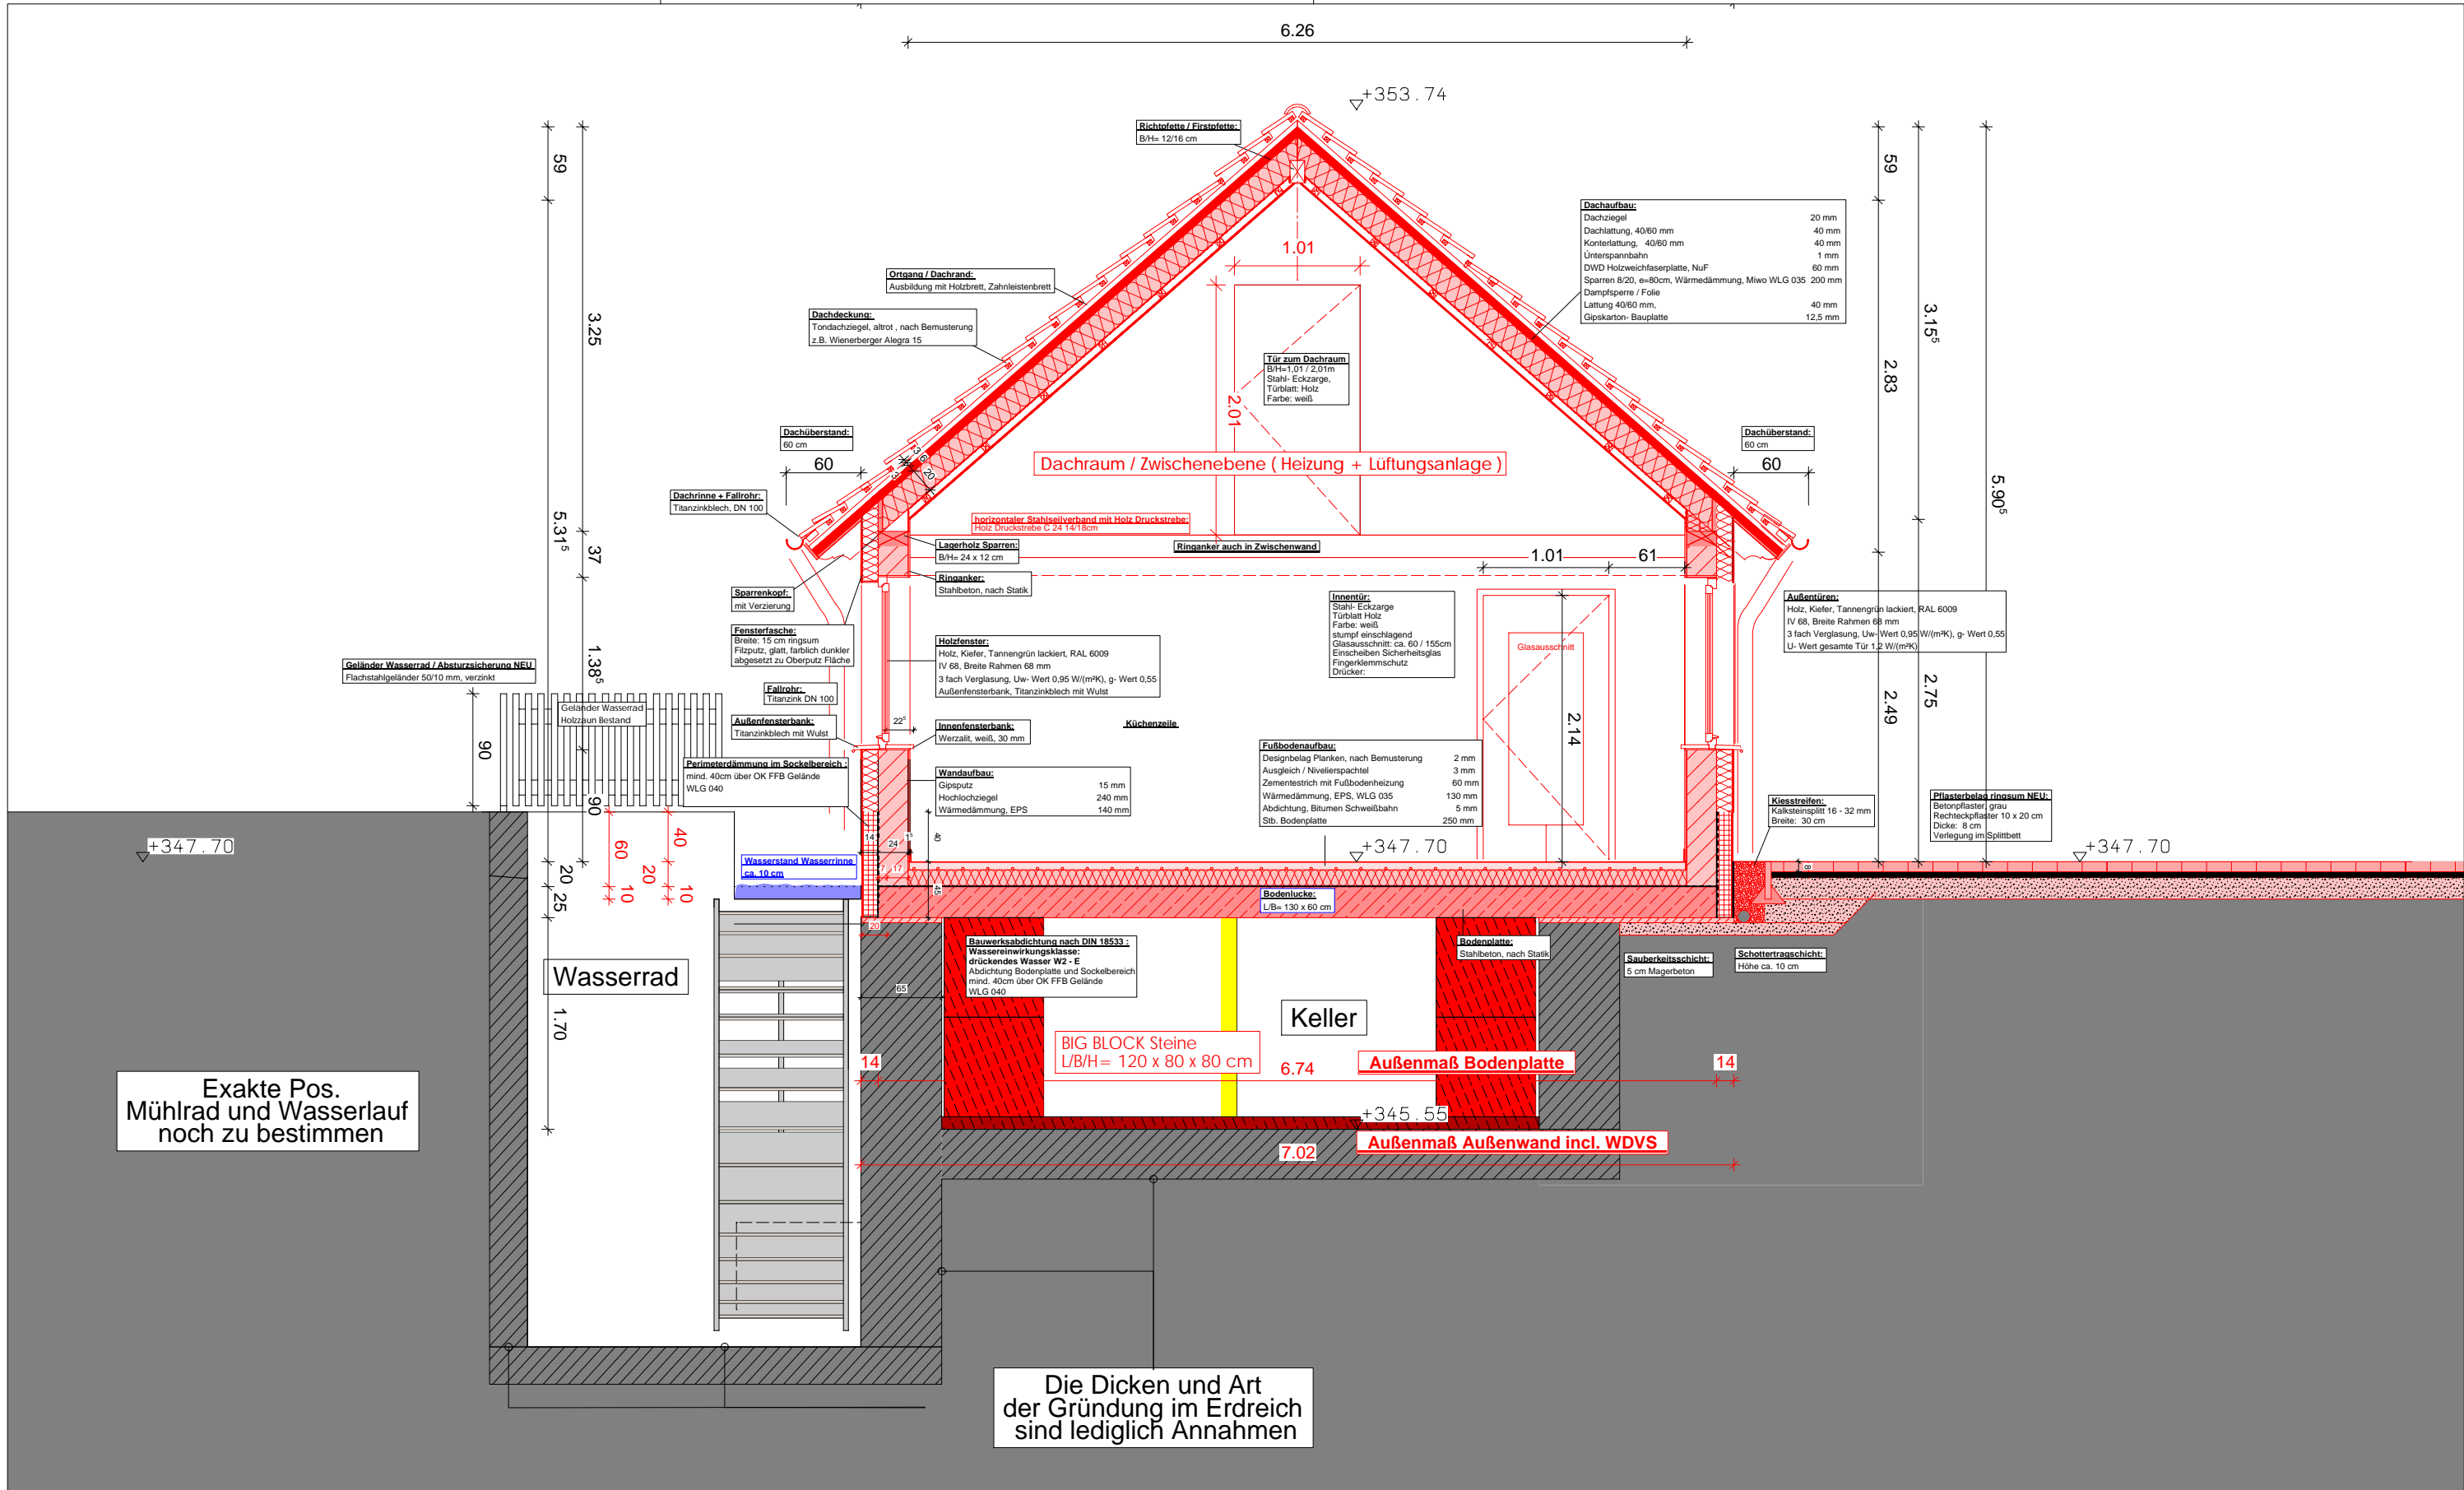 6.26
+353.74
Richtpfette / Firstpfette:
B/H= 12/16 cm
59
3.25
5.31⁵
37
1.38⁵
90
20
25
1.70
59
2.83
2.49
3.15⁵
2.75
5.90⁵
Dachaufbau:
Dachziegel 20 mm
Dachlattung, 40/60 mm 40 mm
Konterlattung, 40/60 mm 40 mm
Únterspannbahn 1 mm
DWD Holzweichfaserplatte, NuF 60 mm
Sparren 8/20, e=80cm, Wärmedämmung, Miwo WLG 035 200 mm
Dampfsperre / Folie
Lattung 40/60 mm, 40 mm
Gipskarton- Bauplatte 12,5 mm
1.01
2.01
Ortgang / Dachrand:
Ausbildung mit Holzbrett, Zahnleistenbrett
Dachdeckung:
Tondachziegel, altrot , nach Bemusterung
z.B. Wienerberger Alegra 15
Tür zum Dachraum
B/H=1,01 / 2,01m
Stahl- Eckzarge,
Türblatt: Holz
Farbe: weiß
Dachüberstand:
60 cm
60
Dachüberstand:
60 cm
60
Dachraum / Zwischenebene ( Heizung + Lüftungsanlage )
20
Dachrinne + Fallrohr:
Titanzinkblech, DN 100
horizontaler Stahlseilverband mit Holz Druckstrebe:
Holz Druckstrebe C 24 14/18cm
Lagerholz Sparren:
B/H= 24 x 12 cm
Ringanker auch in Zwischenwand
1.01
61
Ringanker:
Stahlbeton, nach Statik
Sparrenkopf:
mit Verzierung
Fensterfasche:
Breite: 15 cm ringsum
Filzputz, glatt, farblich dunkler
abgesetzt zu Oberputz Fläche
Innentür:
Stahl- Eckzarge
Türblatt Holz
Farbe: weiß
stumpf einschlagend
Glasausschnitt: ca. 60 / 155cm
Einscheiben Sicherheitsglas
Fingerklemmschutz
Drücker:
Glasausschnitt
2.14
Außentüren:
Holz, Kiefer, Tannengrün lackiert, RAL 6009
IV 68, Breite Rahmen 68 mm
3 fach Verglasung, Uw- Wert 0,95 W/(m²K), g- Wert 0,55
U- Wert gesamte Tür 1,2 W/(m²K)
Holzfenster:
Holz, Kiefer, Tannengrün lackiert, RAL 6009
IV 68, Breite Rahmen 68 mm
3 fach Verglasung, Uw- Wert 0,95 W/(m²K), g- Wert 0,55
Außenfensterbank, Titanzinkblech mit Wulst
Geländer Wasserrad / Absturzsicherung NEU
Flachstahlgeländer 50/10 mm, verzinkt
Geländer Wasserrad
Holzzaun Bestand
90
Fallrohr:
Titanzink DN 100
Außenfensterbank:
Titanzinkblech mit Wulst
22⁵
Innenfensterbank:
Werzalit, weiß, 30 mm
Küchenzeile
Perimeterdämmung im Sockelbereich :
mind. 40cm über OK FFB Gelände
WLG 040
Wandaufbau:
Gipsputz 15 mm
Hochlochziegel 240 mm
Wärmedämmung, EPS 140 mm
Fußbodenaufbau:
Designbelag Planken, nach Bemusterung 2 mm
Ausgleich / Nivelierspachtel 3 mm
Zementestrich mit Fußbodenheizung 60 mm
Wärmedämmung, EPS, WLG 035 130 mm
Abdichtung, Bitumen Schweißbahn 5 mm
Stb. Bodenplatte 250 mm
Kiesstreifen:
Kalksteinsplitt 16 - 32 mm
Breite: 30 cm
Pflasterbelag ringsum NEU:
Betonpflaster, grau
Rechteckpflaster 10 x 20 cm
Dicke: 8 cm
Verlegung im Splittbett
+347.70
+347.70
+347.70
60
10
40
20
10
14
1⁵
24
7
17
40
45
8
Wasserstand Wasserrinne
ca. 10 cm
Bodenlucke:
L/B= 130 x 60 cm
20
65
Bauwerksabdichtung nach DIN 18533 :
Wassereinwirkungsklasse:
drückendes Wasser W2 - E
Abdichtung Bodenplatte und Sockelbereich
mind. 40cm über OK FFB Gelände
WLG 040
Bodenplatte:
Stahlbeton, nach Statik
Sauberkeitsschicht:
5 cm Magerbeton
Schottertragschicht:
Höhe ca. 10 cm
Wasserrad
Keller
BIG BLOCK Steine
L/B/H= 120 x 80 x 80 cm
14
6.74
Außenmaß Bodenplatte
14
+345.55
Außenmaß Außenwand incl. WDVS
7.02
Exakte Pos.
Mühlrad und Wasserlauf
noch zu bestimmen
Die Dicken und Art
der Gründung im Erdreich
sind lediglich Annahmen